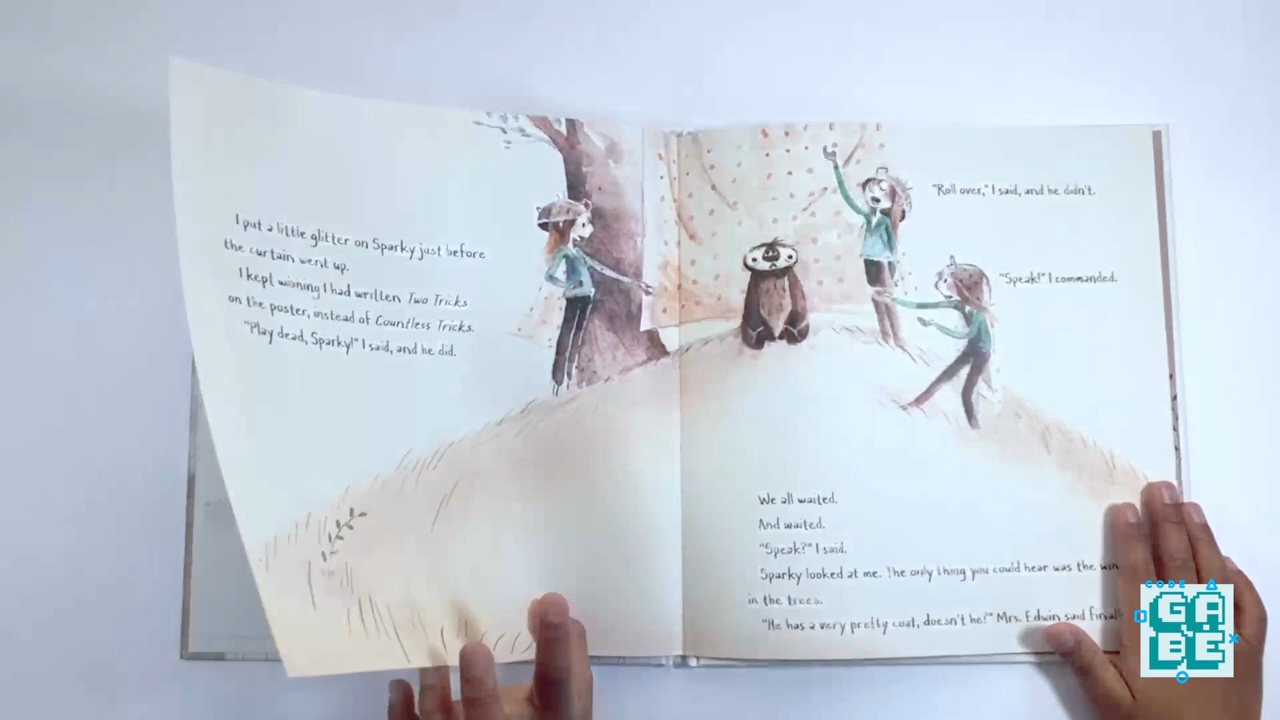 I put a little glitter on Sparky just before
the curtain went up.
I kept wishing I had written Two Tricks
on the poster, instead of Countless Tricks.
"Play dead, Sparky!" I said, and he did.
"Roll over," I said, and he didn't.
"Speak!" I commanded.
We all waited.
And waited.
"Speak?" I said.
Sparky looked at me. The only thing you could hear was the
in the trees.
"He has a very pretty coat, doesn't he?" Mrs. Edwin said
CODE
GABEE